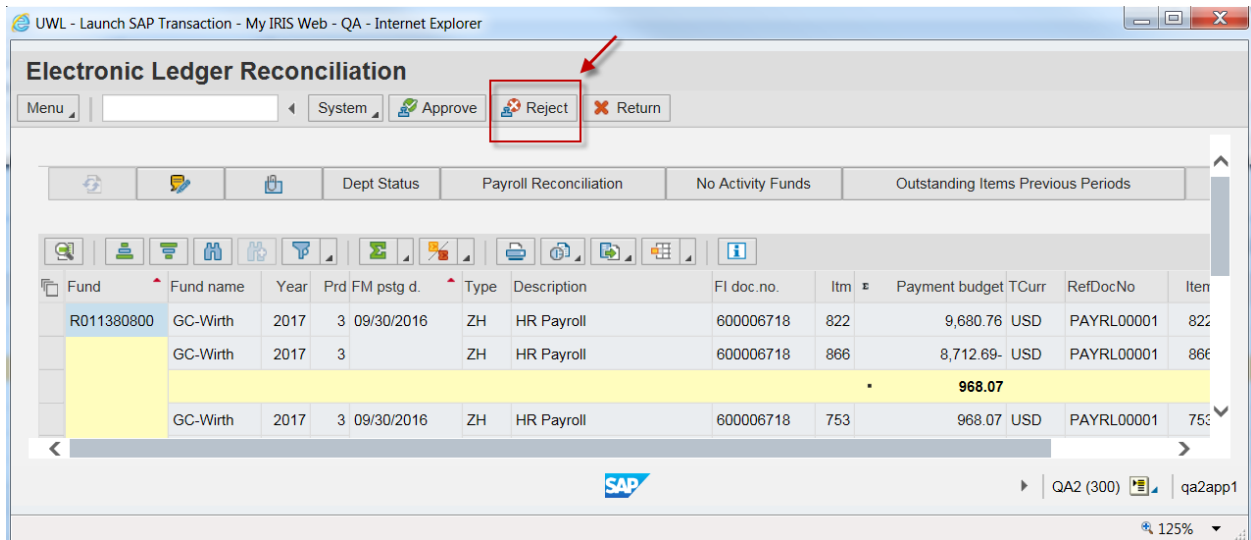 UWL - Launch SAP Transaction - My IRIS Web - QA - Internet Explorer
Electronic Ledger Reconciliation
Menu System Approve Reject Return
Dept Status Payroll Reconciliation No Activity Funds Outstanding Items Previous Periods
Fund Fund name Year Prd FM pstg d. Type Description FI doc.no. Itm Σ Payment budget TCurr RefDocNo Item
R011380800 GC-Wirth 2017 3 09/30/2016 ZH HR Payroll 600006718 822 9,680.76 USD PAYRL00001 822
GC-Wirth 2017 3 ZH HR Payroll 600006718 866 8,712.69- USD PAYRL00001 866
▪ 968.07
GC-Wirth 2017 3 09/30/2016 ZH HR Payroll 600006718 753 968.07 USD PAYRL00001 753
SAP QA2 (300) qa2app1
125%